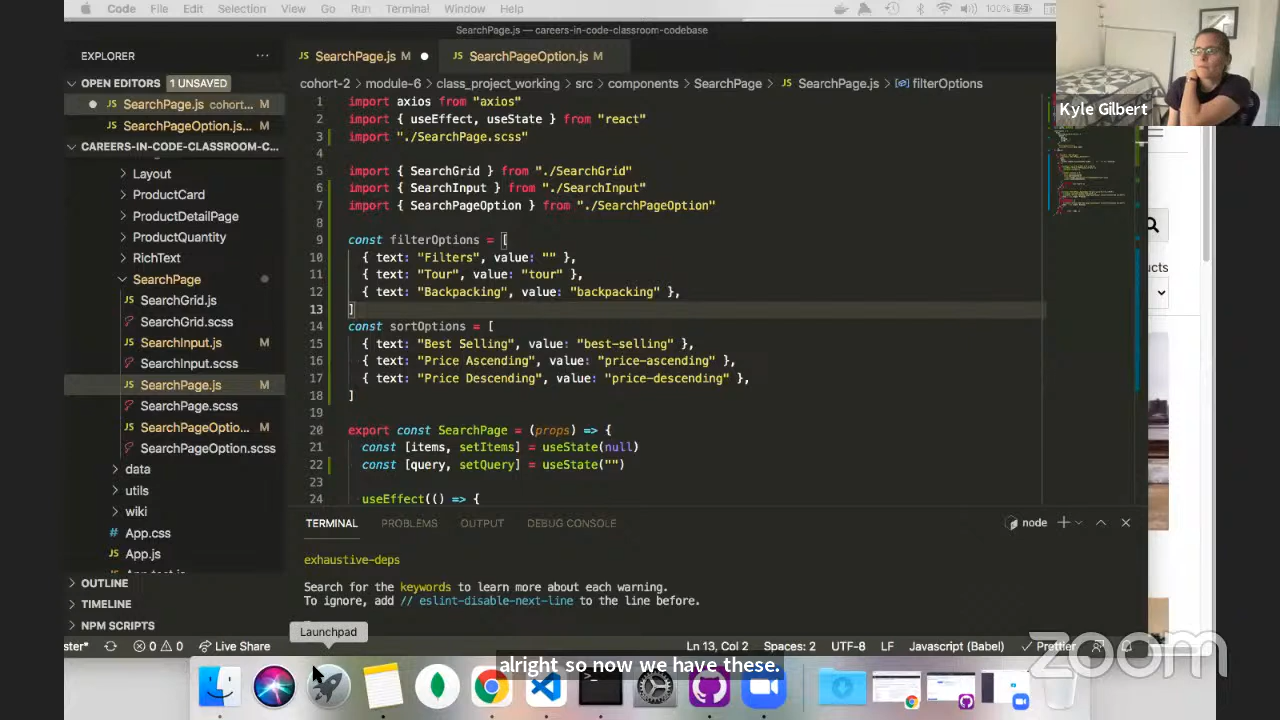 Code File Edit Selection View Go Run Terminal Window Help 100%
SearchPage.js — careers-in-code-classroom-codebase
EXPLORER
JS SearchPage.js M
JS SearchPageOption.js M
OPEN EDITORS 1 UNSAVED
JS SearchPage.js cohort... M
JS SearchPageOption.js... M
CAREERS-IN-CODE-CLASSROOM-C...
Layout
ProductCard
ProductDetailPage
ProductQuantity
RichText
SearchPage
JS SearchGrid.js
SearchGrid.scss
JS SearchInput.js M
SearchInput.scss
JS SearchPage.js M
SearchPage.scss
JS SearchPageOptio... M
SearchPageOption.scss
data
utils
wiki
# App.css
JS App.js
OUTLINE
TIMELINE
NPM SCRIPTS
cohort-2 > module-6 > class_project_working > src > components > SearchPage > JS SearchPage.js > filterOptions
1 import axios from "axios"
2 import { useEffect, useState } from "react"
3 import "./SearchPage.scss"
4
5 import { SearchGrid } from "./SearchGrid"
6 import { SearchInput } from "./SearchInput"
7 import { SearchPageOption } from "./SearchPageOption"
8
9 const filterOptions = [
10 { text: "Filters", value: "" },
11 { text: "Tour", value: "tour" },
12 { text: "Backpacking", value: "backpacking" },
13 ]
14 const sortOptions = [
15 { text: "Best Selling", value: "best-selling" },
16 { text: "Price Ascending", value: "price-ascending" },
17 { text: "Price Descending", value: "price-descending" },
18 ]
19
20 export const SearchPage = (props) => {
21 const [items, setItems] = useState(null)
22 const [query, setQuery] = useState("")
23
24 useEffect(() => {
TERMINAL PROBLEMS OUTPUT DEBUG CONSOLE
node
exhaustive-deps
Search for the keywords to learn more about each warning.
To ignore, add // eslint-disable-next-line to the line before.
Launchpad
ster* 0 0 Live Share Ln 13, Col 2 Spaces: 2 UTF-8 LF Javascript (Babel) Prettier
alright so now we have these.
Kyle Gilbert
ucts
zoom